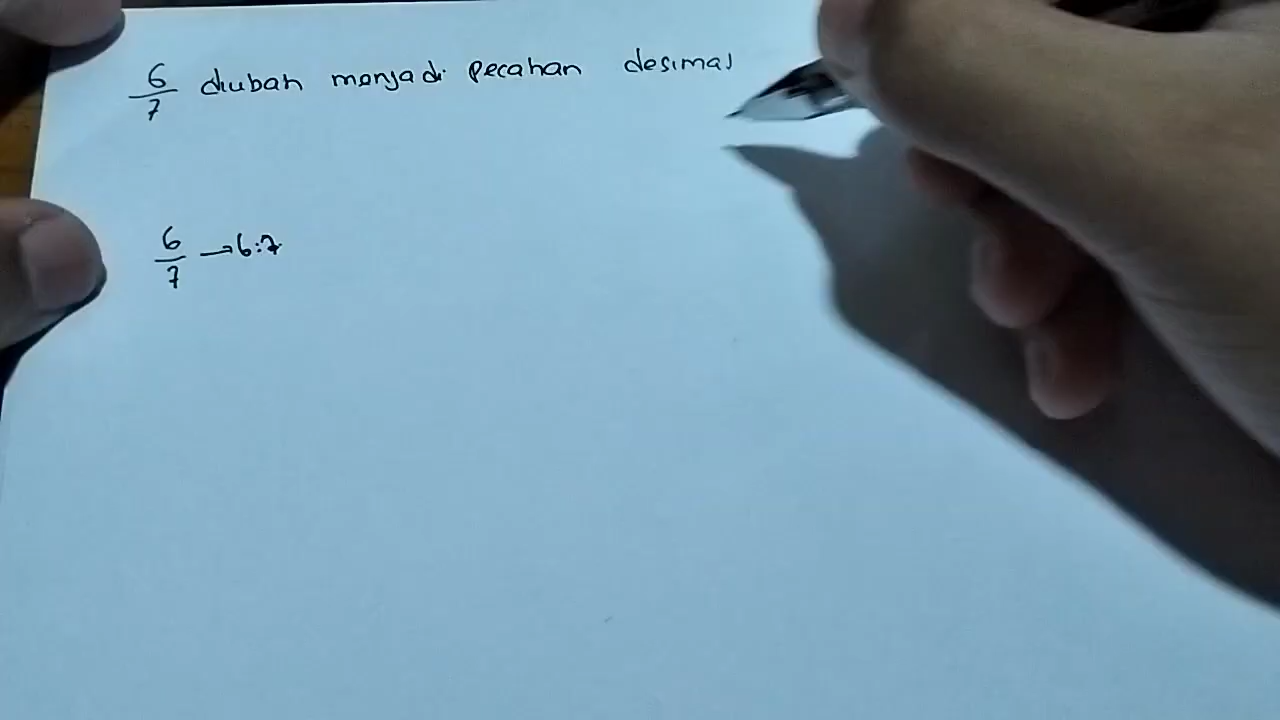 6/7 diubah menjadi pecahan desimal
6/7 → 6:7